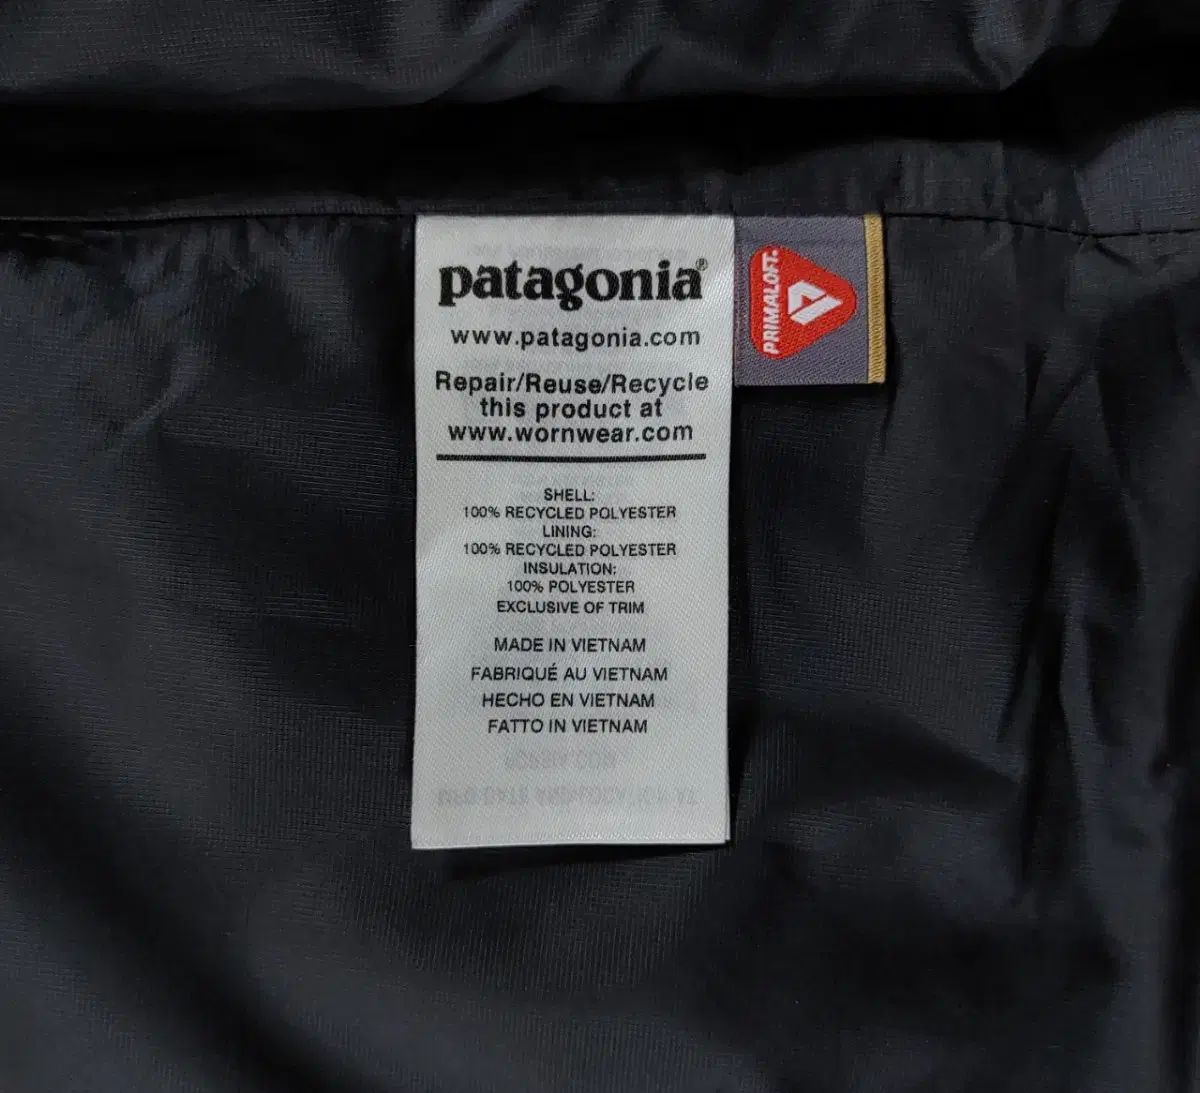 patagonia®
www.patagonia.com
Repair/Reuse/Recycle
this product at
www.wornwear.com
SHELL:
100% RECYCLED POLYESTER
LINING:
100% RECYCLED POLYESTER
INSULATION:
100% POLYESTER
EXCLUSIVE OF TRIM
MADE IN VIETNAM
FABRIQUÉ AU VIETNAM
HECHO EN VIETNAM
FATTO IN VIETNAM
PRIMALOFT.